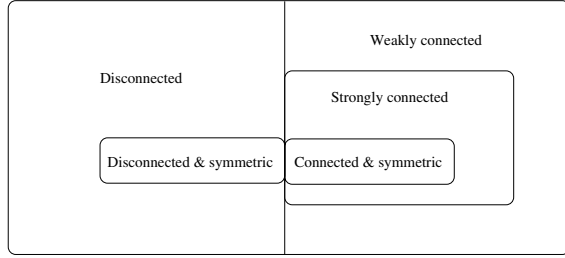 Weakly connected
Disconnected
Strongly connected
Disconnected & symmetric
Connected & symmetric